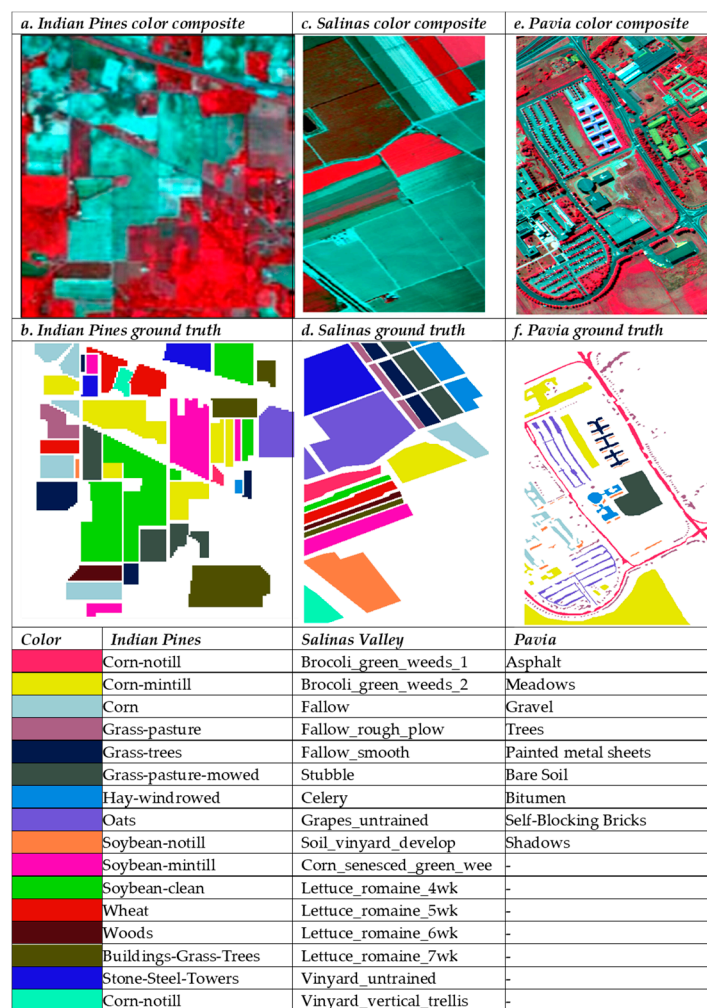 a. Indian Pines color composite
c. Salinas color composite
e. Pavia color composite
b. Indian Pines ground truth
d. Salinas ground truth
f. Pavia ground truth
Color Indian Pines Salinas Valley Pavia
Corn-notill Brocoli_green_weeds_1 Asphalt
Corn-mintill Brocoli_green_weeds_2 Meadows
Corn Fallow Gravel
Grass-pasture Fallow_rough_plow Trees
Grass-trees Fallow_smooth Painted metal sheets
Grass-pasture-mowed Stubble Bare Soil
Hay-windrowed Celery Bitumen
Oats Grapes_untrained Self-Blocking Bricks
Soybean-notill Soil_vinyard_develop Shadows
Soybean-mintill Corn_senesced_green_wee -
Soybean-clean Lettuce_romaine_4wk -
Wheat Lettuce_romaine_5wk -
Woods Lettuce_romaine_6wk -
Buildings-Grass-Trees Lettuce_romaine_7wk -
Stone-Steel-Towers Vinyard_untrained -
Corn-notill Vinyard_vertical_trellis -